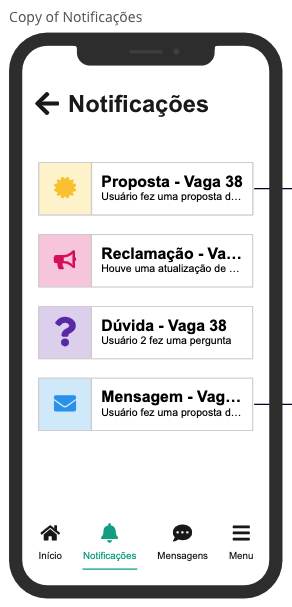 Copy of Notificações
Notificações
Proposta - Vaga 38
Usuário fez uma proposta d...
Reclamação - Va...
Houve uma atualização de ...
Dúvida - Vaga 38
Usuário 2 fez uma pergunta
Mensagem - Vag...
Usuário fez uma proposta d...
Início Notificações Mensagens Menu